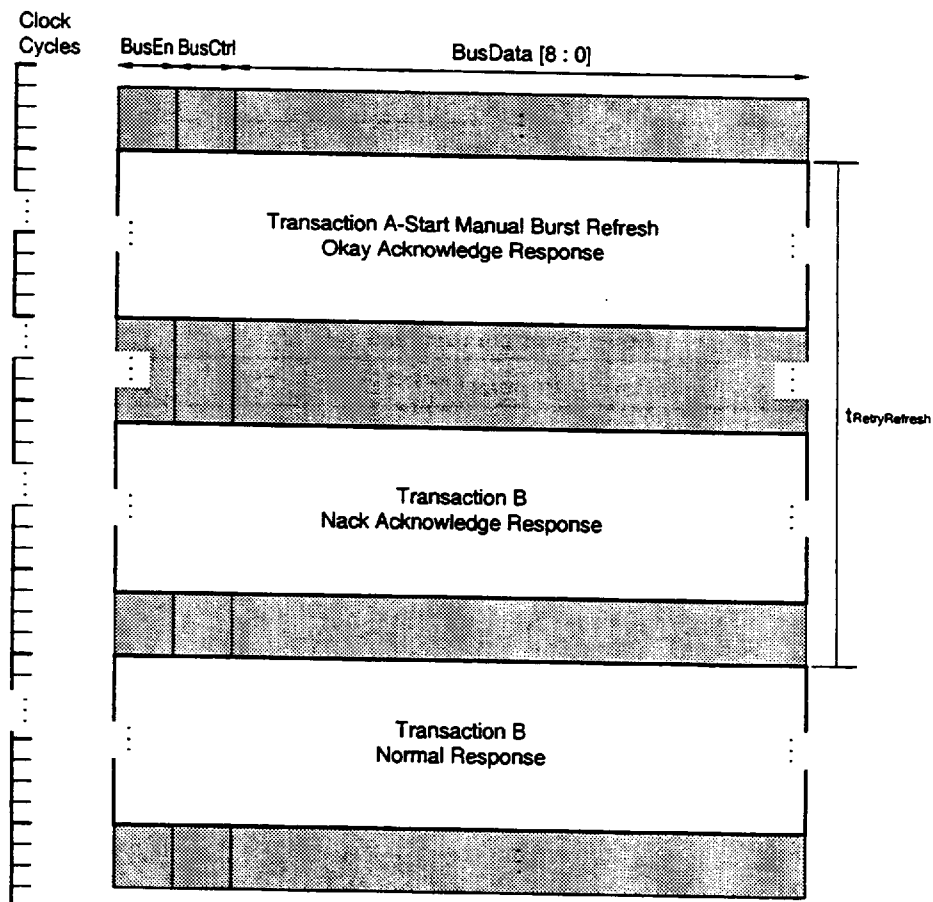 Clock
Cycles
BusEn BusCtrl
BusData [8 : 0]
Transaction A-Start Manual Burst Refresh
Okay Acknowledge Response
tRetryRefresh
Transaction B
Nack Acknowledge Response
Transaction B
Normal Response